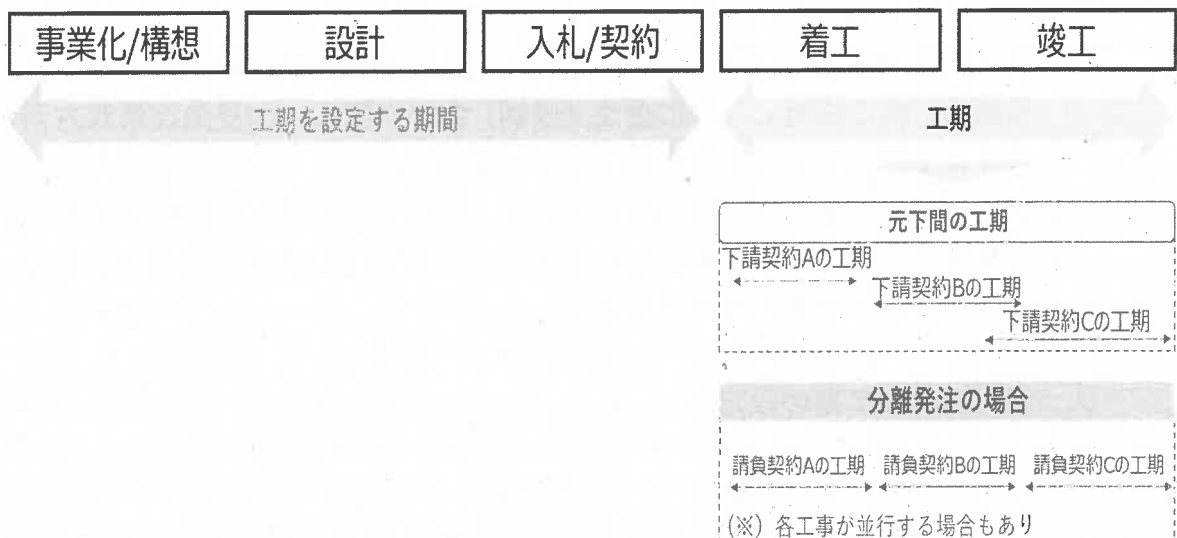 事業化/構想 設計 入札/契約 着工 竣工
工期を設定する期間 工期
元下間の工期
下請契約Aの工期
下請契約Bの工期
下請契約Cの工期
分離発注の場合
請負契約Aの工期 請負契約Bの工期 請負契約Cの工期
(※) 各工事が並行する場合もあり